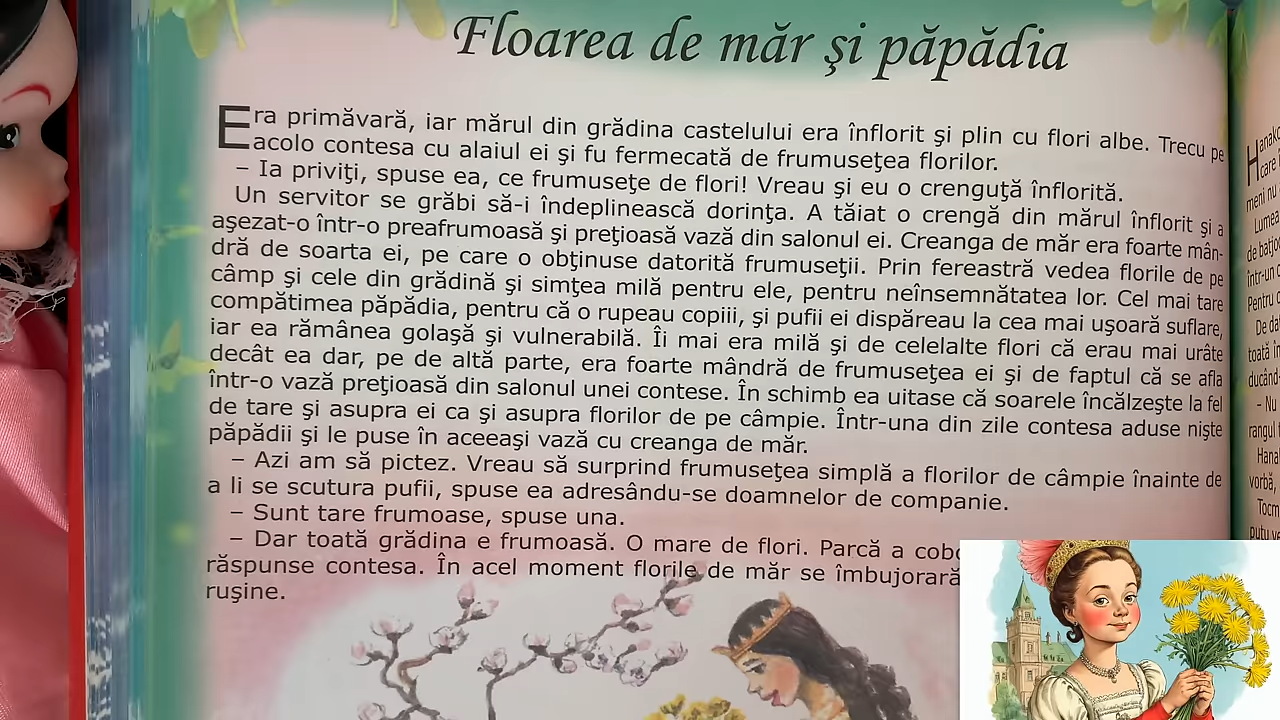 Floarea de măr şi păpădia
Era primăvară, iar mărul din grădina castelului era înflorit şi plin cu flori albe. Trecu pe
acolo contesa cu alaiul ei şi fu fermecată de frumuseţea florilor.
– Ia priviţi, spuse ea, ce frumuseţe de flori! Vreau şi eu o crenguţă înflorită.
Un servitor se grăbi să-i îndeplinească dorinţa. A tăiat o crengă din mărul înflorit şi a
aşezat-o într-o preafrumoasă şi preţioasă vază din salonul ei. Creanga de măr era foarte mân-
dră de soarta ei, pe care o obţinuse datorită frumuseţii. Prin fereastră vedea florile de pe
câmp şi cele din grădină şi simţea milă pentru ele, pentru neînsemnătatea lor. Cel mai tare
compătimea păpădia, pentru că o rupeau copiii, şi pufii ei dispăreau la cea mai uşoară suflare,
iar ea rămânea golaşă şi vulnerabilă. Îi mai era milă şi de celelalte flori că erau mai urâte
decât ea dar, pe de altă parte, era foarte mândră de frumuseţea ei şi de faptul că se afla
într-o vază preţioasă din salonul unei contese. În schimb ea uitase că soarele încălzeşte la fel
de tare şi asupra ei ca şi asupra florilor de pe câmpie. Într-una din zile contesa aduse nişte
păpădii şi le puse în aceeaşi vază cu creanga de măr.
– Azi am să pictez. Vreau să surprind frumuseţea simplă a florilor de câmpie înainte de
a li se scutura pufii, spuse ea adresându-se doamnelor de companie.
– Sunt tare frumoase, spuse una.
– Dar toată grădina e frumoasă. O mare de flori. Parcă a
răspunse contesa. În acel moment florile de măr se îmbujorară
ruşine.
care
meni nu
de
într-un
Pentru
De
toată
– Nu
rangul
vorbă,